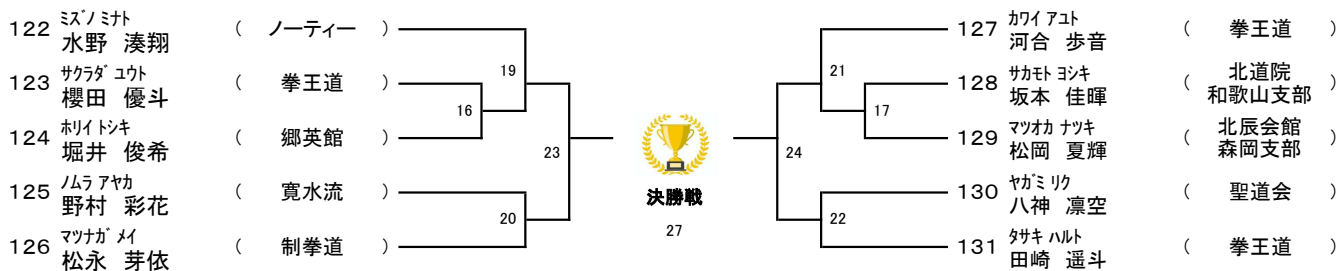 ミズノ ミナト
122 水野 湊翔 ( ノーティー )
サクラダ ユウト
123 櫻田 優斗 ( 拳王道 )
ホリイ トシキ
124 堀井 俊希 ( 郷英館 )
ノムラ アヤカ
125 野村 彩花 ( 寛水流 )
マツナガ メイ
126 松永 芽依 ( 制拳道 )
19
16
23
20
決勝戦
27
21
17
24
22
カワイ アユト
127 河合 歩音 ( 拳王道 )
サカモト ヨシキ
128 坂本 佳暉 ( 北道院
和歌山支部 )
マツオカ ナツキ
129 松岡 夏輝 ( 北辰会館
森岡支部 )
ヤガミ リク
130 八神 凛空 ( 聖道会 )
タサキ ハルト
131 田崎 遥斗 ( 拳王道 )